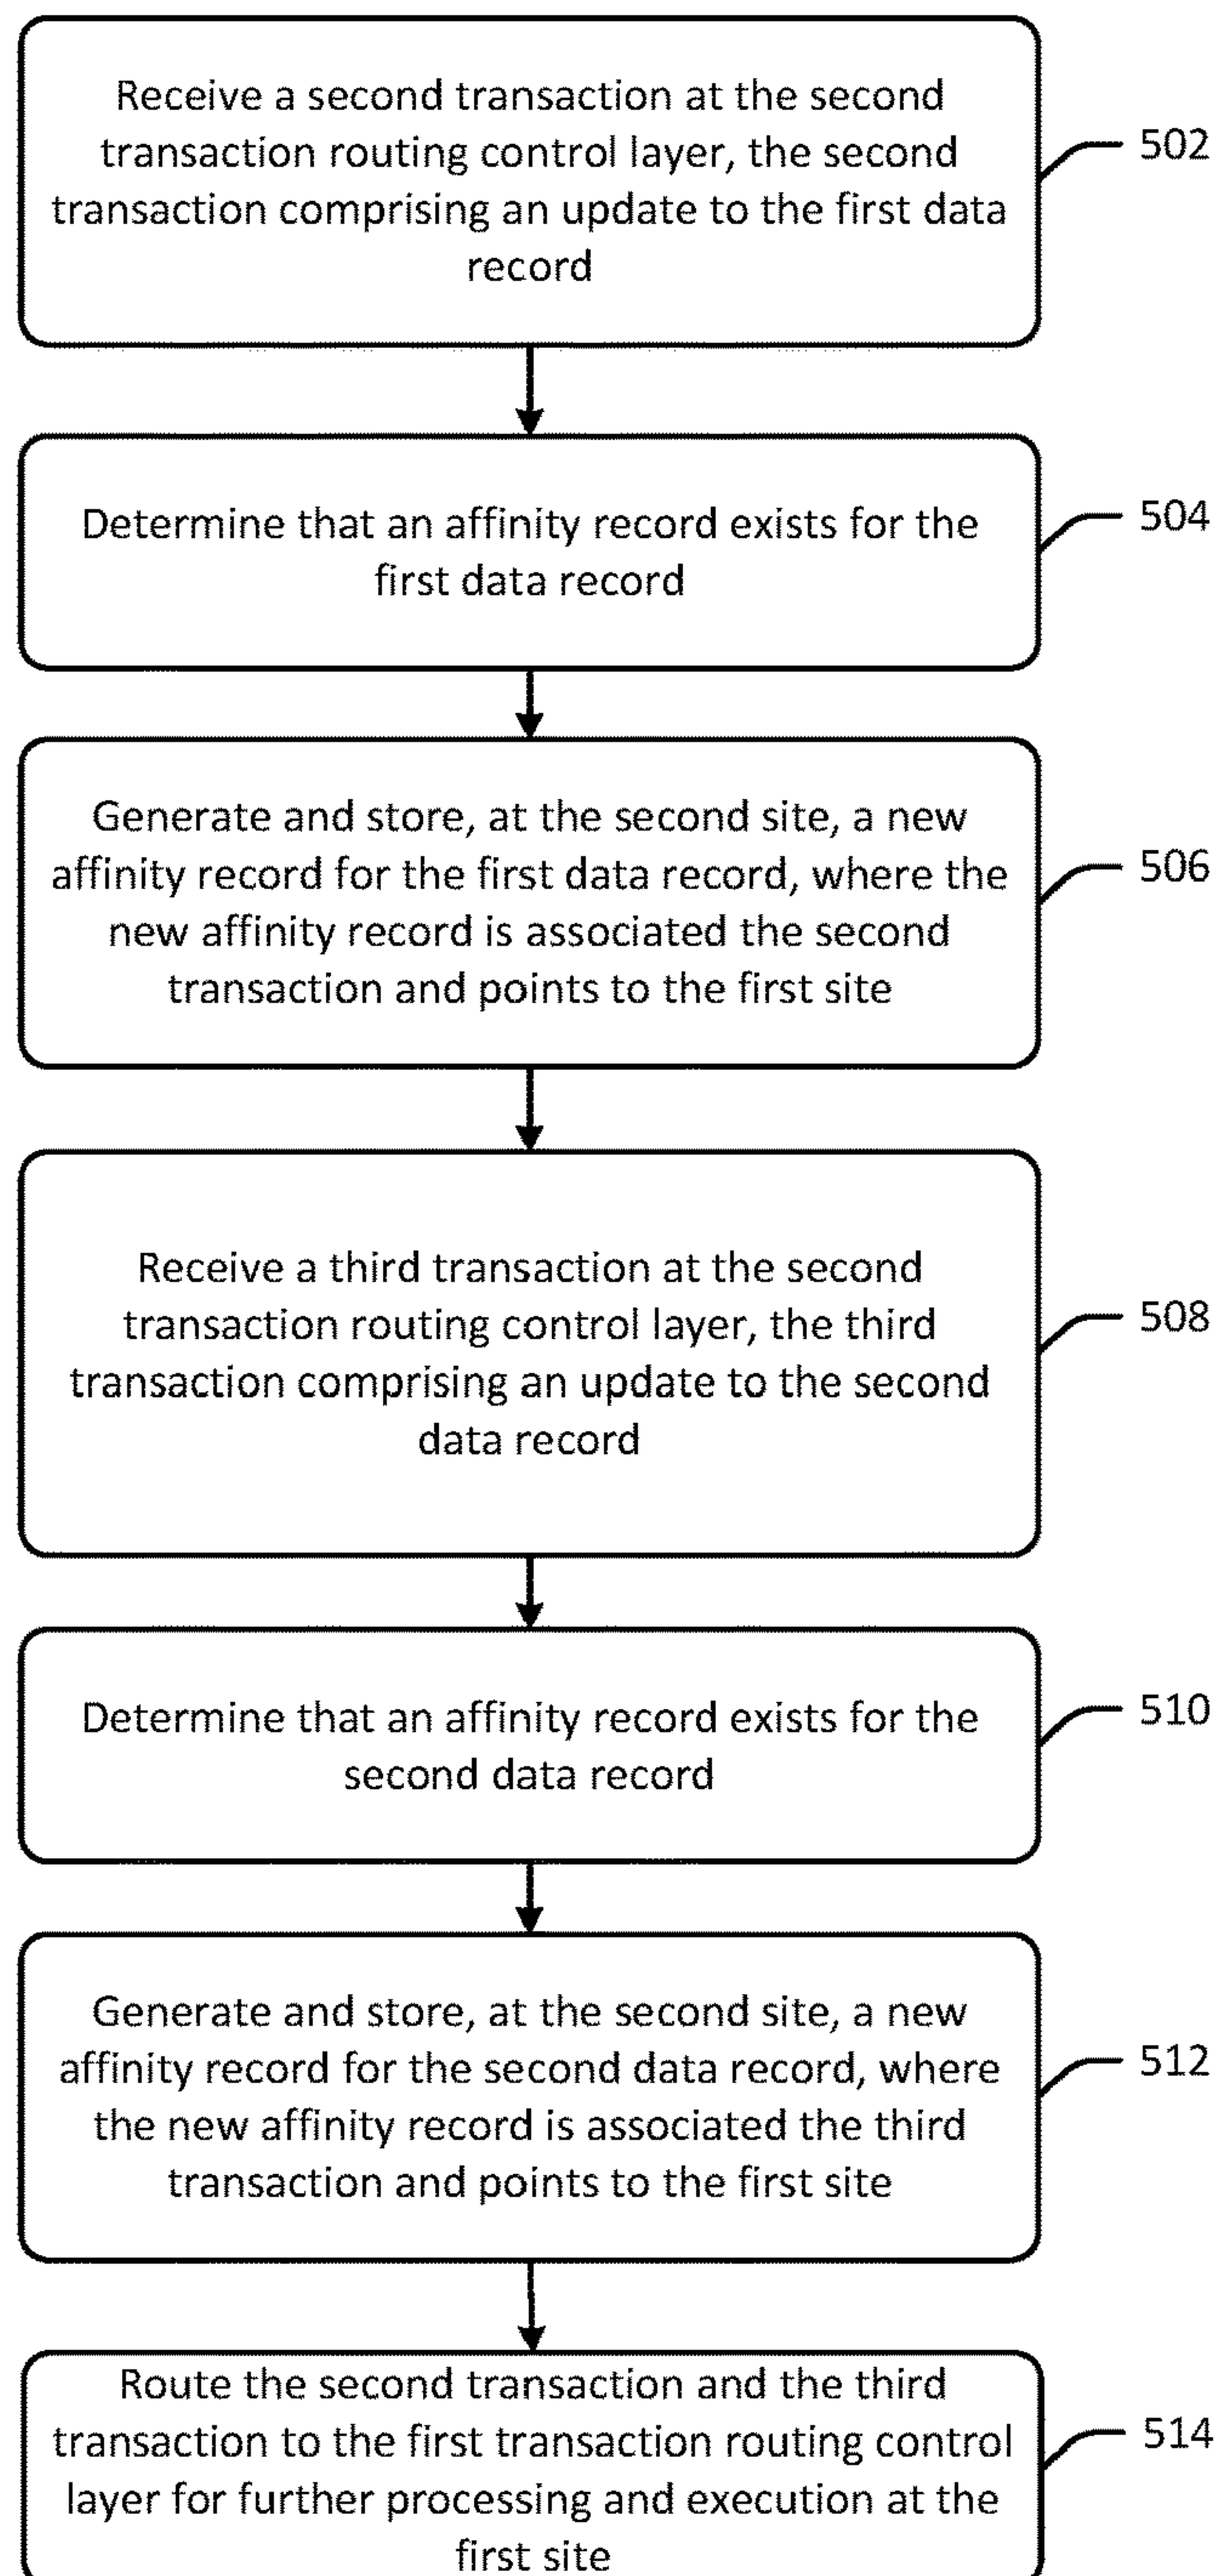 Receive a second transaction at the second
transaction routing control layer, the second
transaction comprising an update to the first data
record
502
Determine that an affinity record exists for the
first data record
504
Generate and store, at the second site, a new
affinity record for the first data record, where the
new affinity record is associated the second
transaction and points to the first site
506
Receive a third transaction at the second
transaction routing control layer, the third
transaction comprising an update to the second
data record
508
Determine that an affinity record exists for the
second data record
510
Generate and store, at the second site, a new
affinity record for the second data record, where
the new affinity record is associated the third
transaction and points to the first site
512
Route the second transaction and the third
transaction to the first transaction routing control
layer for further processing and execution at the
first site
514